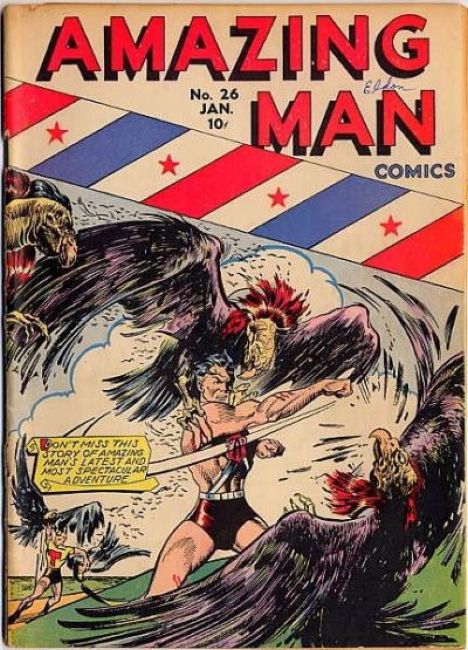 AMAZING
MAN
COMICS
No. 26
JAN.
10¢
Eldon
DON'T MISS THIS
STORY OF AMAZING
MAN'S LATEST AND
MOST SPECTACULAR
ADVENTURE